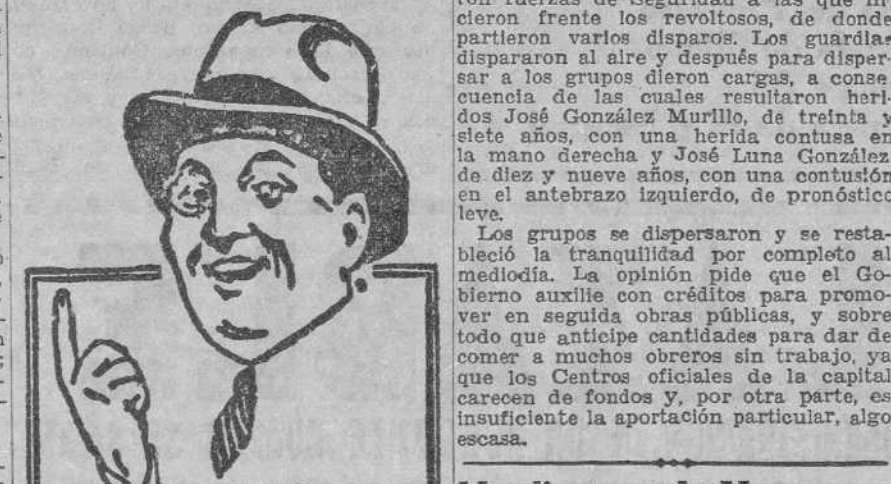 cieron frente los revoltosos, de donde
partieron varios disparos. Los guardias
dispararon al aire y después para disper-
sar a los grupos dieron cargas, a conse
cuencia de las cuales resultaron heri-
dos José González Murillo, de treinta y
siete años, con una herida contusa en
la mano derecha y José Luna González
de diez y nueve años, con una contusión
en el antebrazo izquierdo, de pronóstico
leve.
Los grupos se dispersaron y se resta-
bleció la tranquilidad por completo al
mediodía. La opinión pide que el Go-
bierno auxilie con créditos para promo-
ver en seguida obras públicas, y sobre
todo que anticipe cantidades para dar de
comer a muchos obreros sin trabajo, ya
que los Centros oficiales de la capital
carecen de fondos y, por otra parte, es
insuficiente la aportación particular, algo
escasa.